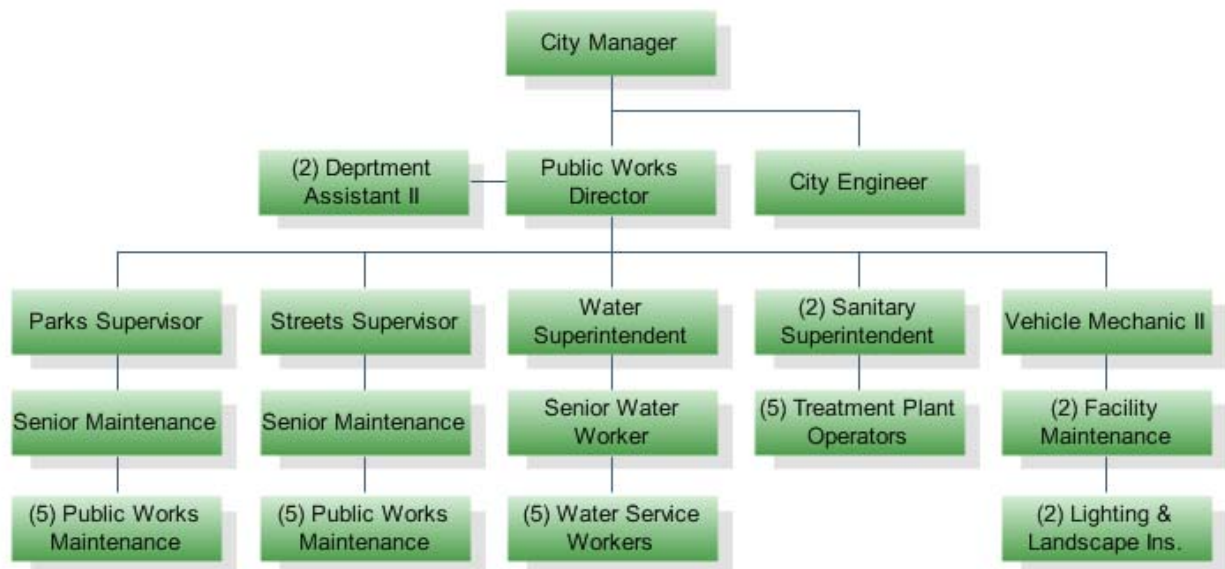 City Manager
(2) Deprtment
Assistant II
Public Works
Director
City Engineer
Parks Supervisor
Streets Supervisor
Water
Superintendent
(2) Sanitary
Superintendent
Vehicle Mechanic II
Senior Maintenance
Senior Maintenance
Senior Water
Worker
(5) Treatment Plant
Operators
(2) Facility
Maintenance
(5) Public Works
Maintenance
(5) Public Works
Maintenance
(5) Water Service
Workers
(2) Lighting &
Landscape Ins.